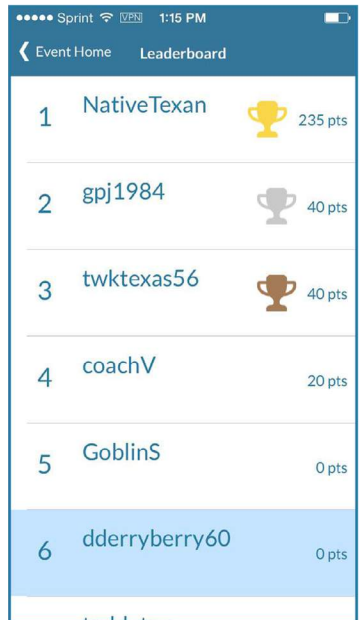 Sprint VPN 1:15 PM
Event Home Leaderboard
1 NativeTexan 235 pts
2 gpj1984 40 pts
3 twktexas56 40 pts
4 coachV 20 pts
5 GoblinS 0 pts
6 dderryberry60 0 pts